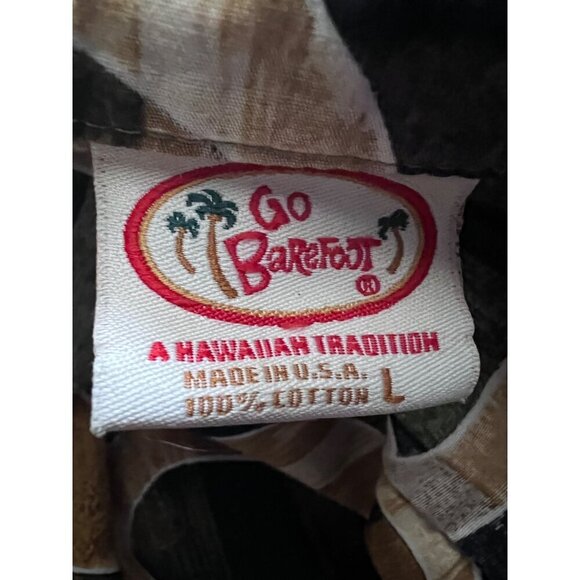 Go
Barefoot
®
A HAWAIIAN TRADITION
MADE IN U.S.A.
100% COTTON L